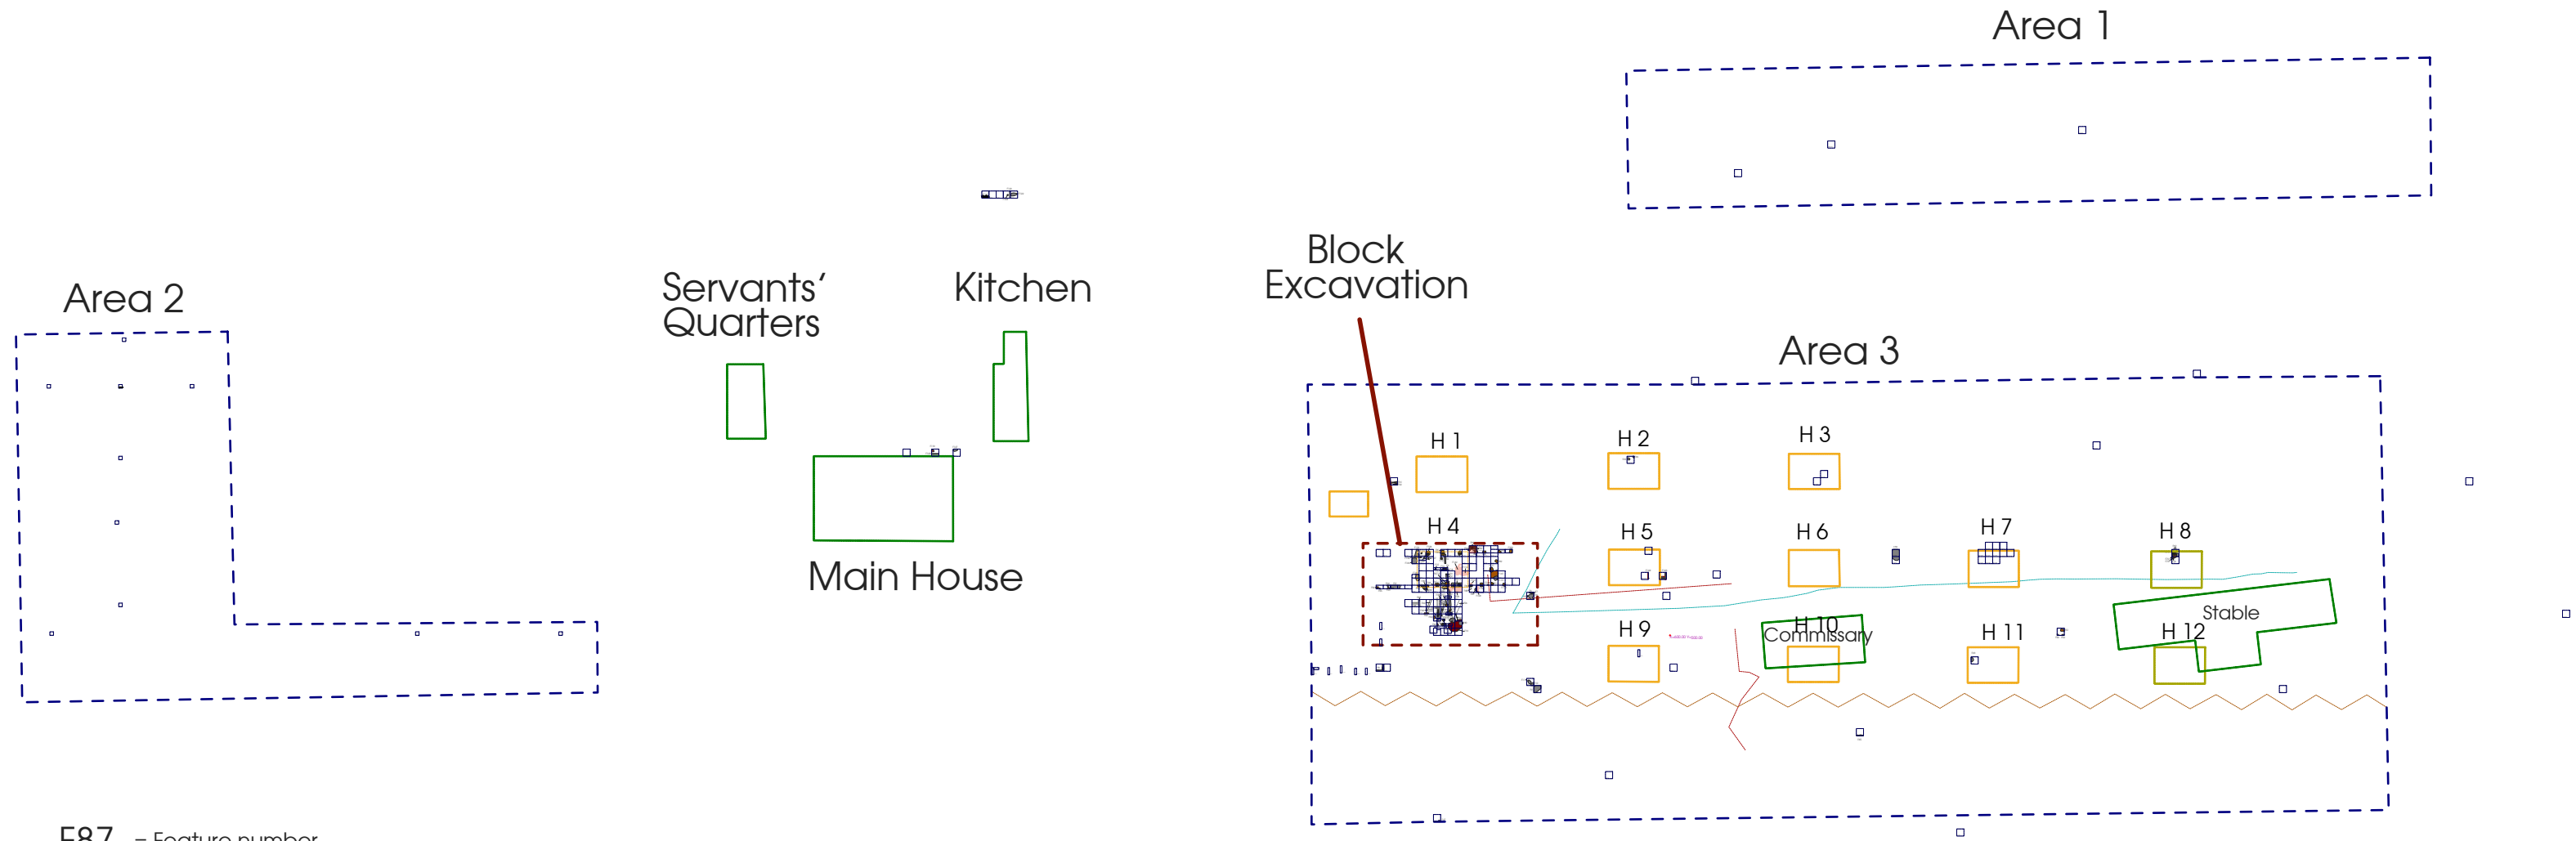 Area 1
Block
Excavation
Servants'
Quarters
Kitchen
Area 2
Area 3
H 1
H 2
H 3
H 4
H 5
H 6
H 7
H 8
Main House
Stable
H 9
H 10
Commissary
H 11
H 12
F87 = Feature number